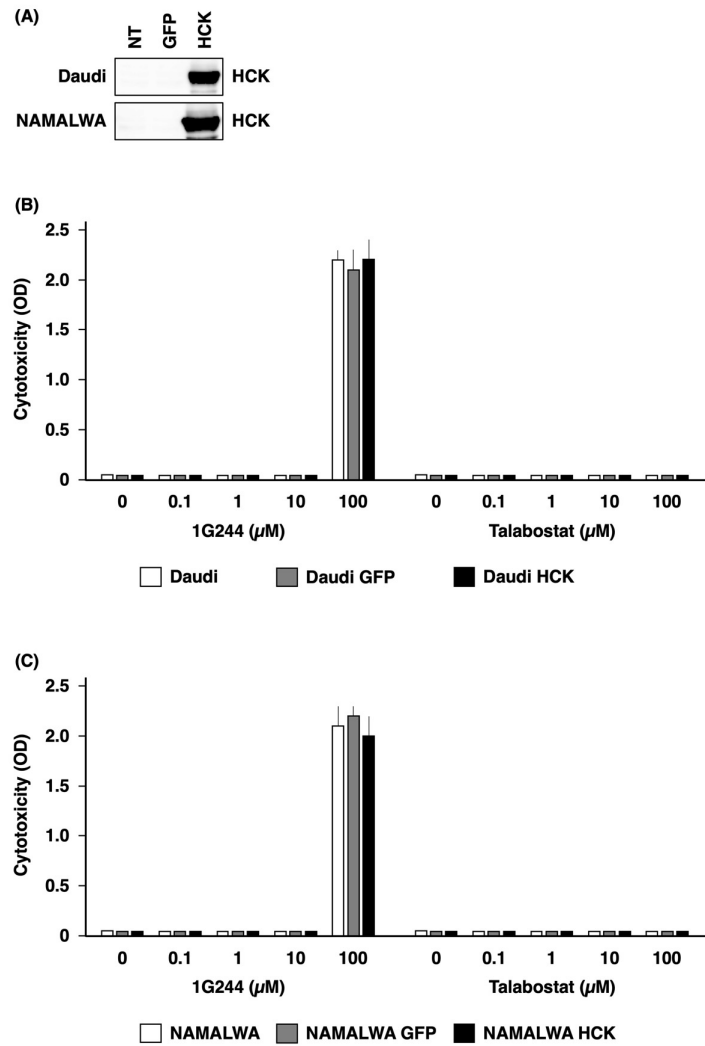 (A)
NT GFP HCK
Daudi HCK
NAMALWA HCK
(B)
Cytotoxicity (OD)
2.5
2.0
1.5
1.0
0.5
0
0 0.1 1 10 100 0 0.1 1 10 100
1G244 (µM) Talabostat (µM)
Daudi Daudi GFP Daudi HCK
(C)
Cytotoxicity (OD)
2.5
2.0
1.5
1.0
0.5
0
0 0.1 1 10 100 0 0.1 1 10 100
1G244 (µM) Talabostat (µM)
NAMALWA NAMALWA GFP NAMALWA HCK